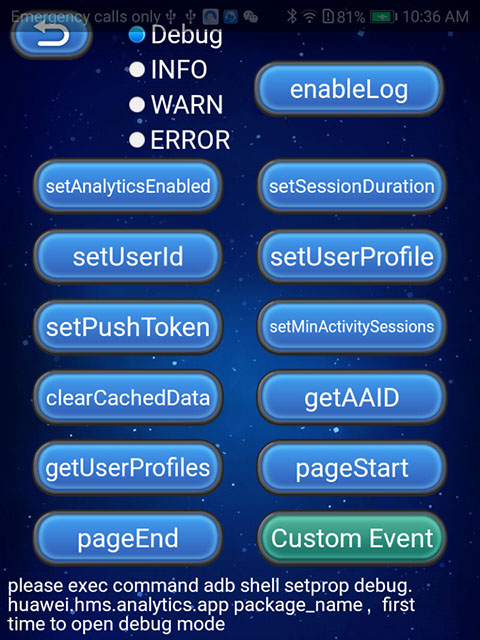 Emergency calls only 81% 10:36 AM
Debug
INFO
WARN
ERROR
enableLog
setAnalyticsEnabled
setSessionDuration
setUserId
setUserProfile
setPushToken
setMinActivitySessions
clearCachedData
getAAID
getUserProfiles
pageStart
pageEnd
Custom Event
please exec command adb shell setprop debug.
huawei.hms.analytics.app package_name , first
time to open debug mode